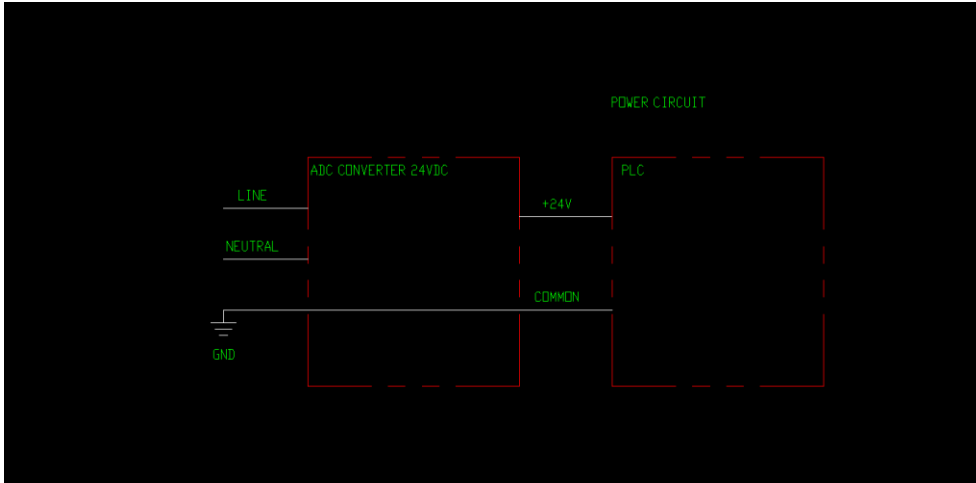 POWER CIRCUIT
ADC CONVERTER 24VDC
PLC
LINE
+24V
NEUTRAL
COMMON
GND